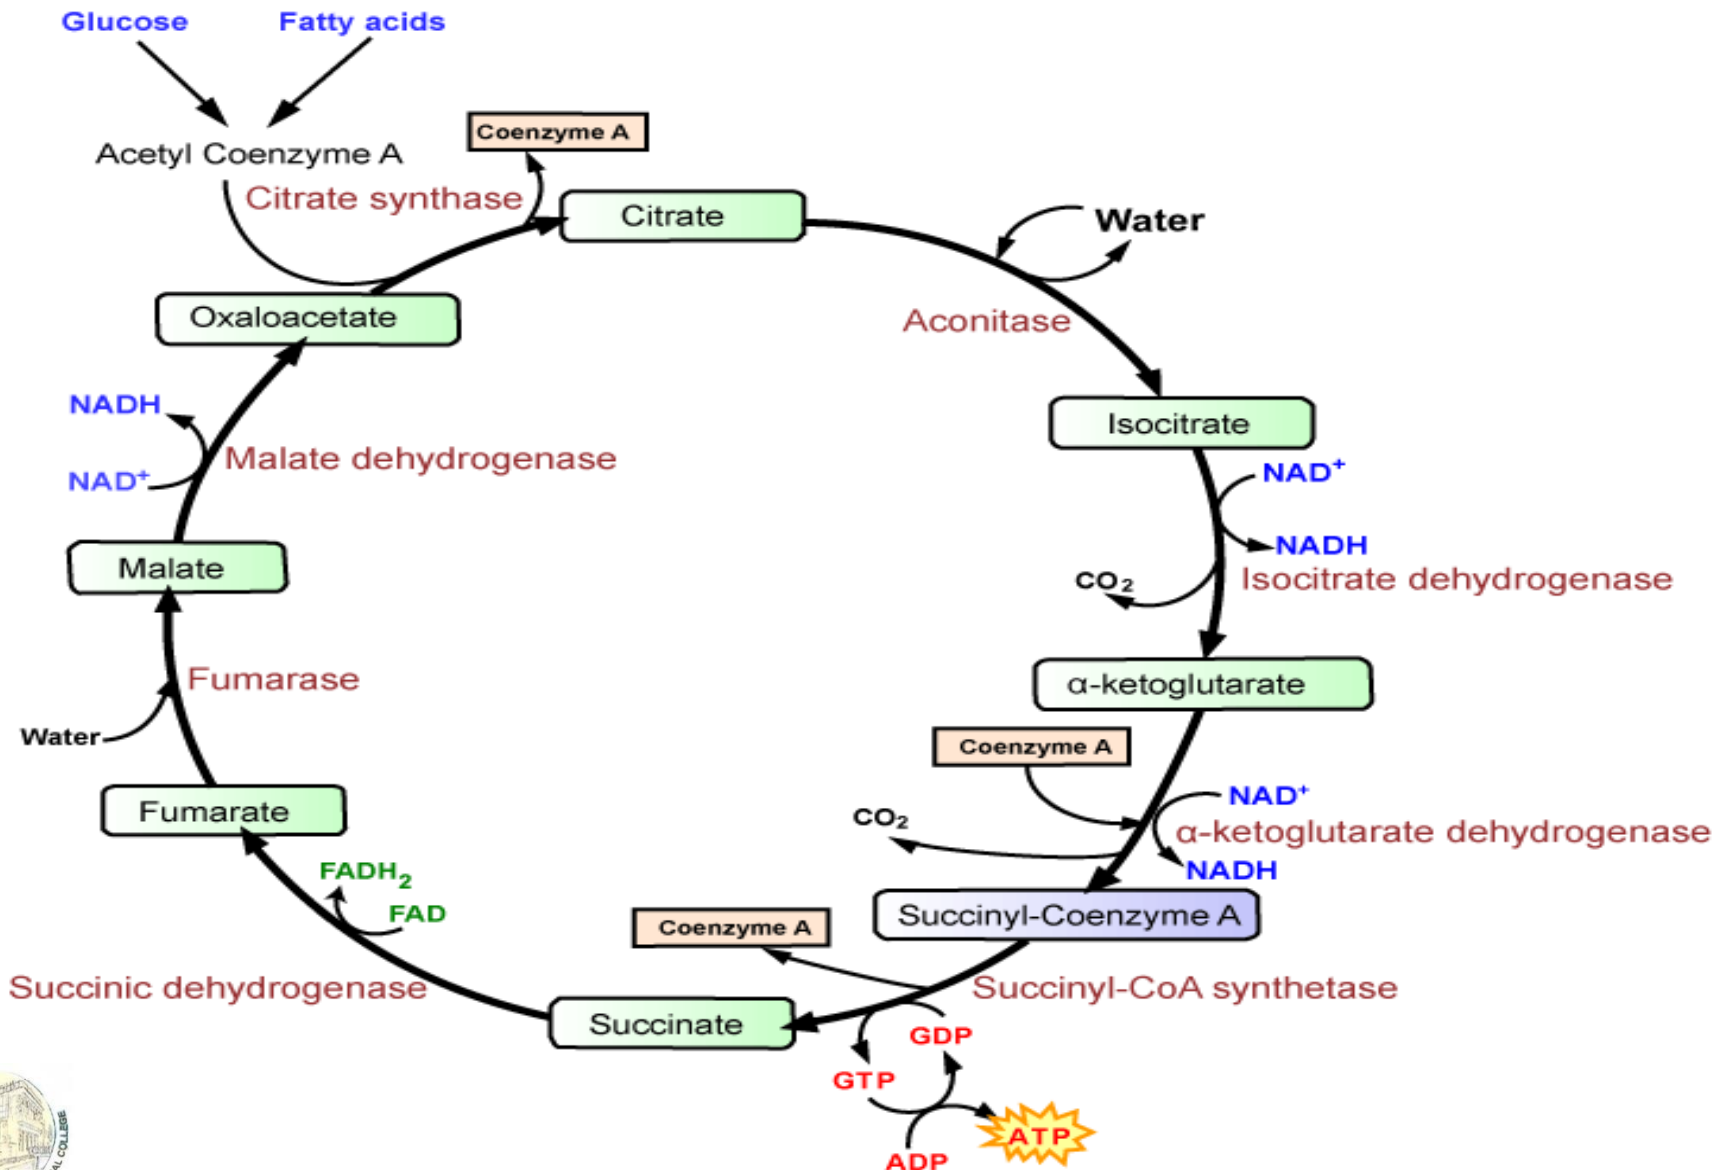 Glucose
Fatty acids
Acetyl Coenzyme A
Coenzyme A
Citrate synthase
Citrate
Water
Oxaloacetate
Aconitase
NADH
Isocitrate
Malate dehydrogenase
NAD⁺
NAD⁺
NADH
Malate
CO₂
Isocitrate dehydrogenase
Fumarase
α-ketoglutarate
Water
Coenzyme A
NAD⁺
Fumarate
CO₂
α-ketoglutarate dehydrogenase
FADH₂
NADH
FAD
Coenzyme A
Succinyl-Coenzyme A
Succinic dehydrogenase
Succinyl-CoA synthetase
Succinate
GDP
GTP
ATP
ADP
COLLEGE